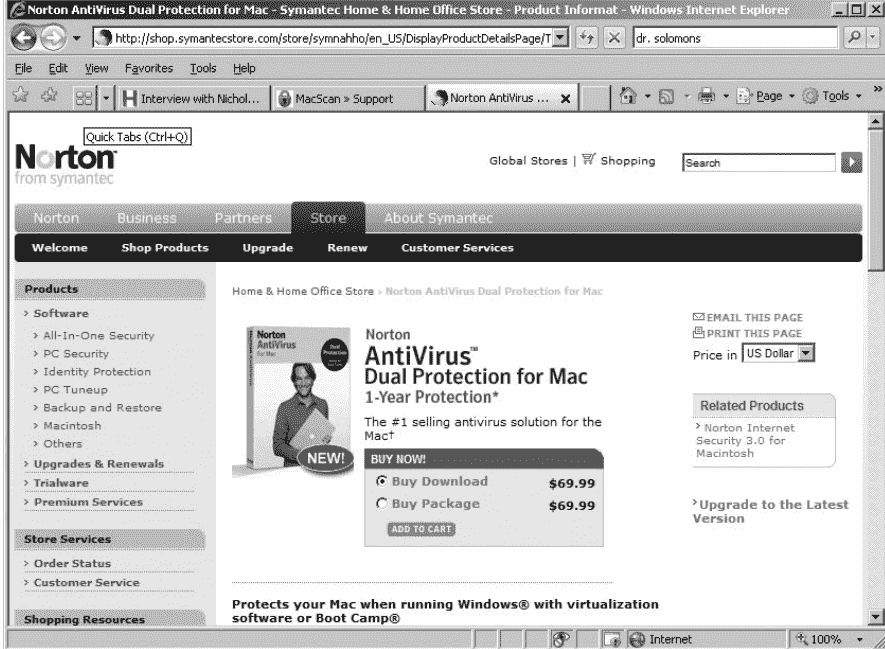 Norton AntiVirus Dual Protection for Mac - Symantec Home & Home Office Store - Product Informat - Windows Internet Explorer
http://shop.symantecstore.com/store/symnahho/en_US/DisplayProductDetailsPage/T
dr. solomons
File Edit View Favorites Tools Help
Interview with Nichol...
MacScan » Support
Norton AntiVirus ...
Page
Tools
Quick Tabs (Ctrl+Q)
Norton
from symantec
Global Stores | Shopping
Search
Norton Business Partners Store About Symantec
Welcome Shop Products Upgrade Renew Customer Services
Products
› Software
› All-In-One Security
› PC Security
› Identity Protection
› PC Tuneup
› Backup and Restore
› Macintosh
› Others
› Upgrades & Renewals
› Trialware
› Premium Services
Store Services
› Order Status
› Customer Service
Shopping Resources
Home & Home Office Store › Norton AntiVirus Dual Protection for Mac
Norton
AntiVirus
for Mac
Dual
Protection
NEW!
Norton
AntiVirus™
Dual Protection for Mac
1-Year Protection*
The #1 selling antivirus solution for the
Mac†
BUY NOW!
Buy Download $69.99
Buy Package $69.99
ADD TO CART
EMAIL THIS PAGE
PRINT THIS PAGE
Price in US Dollar
Related Products
› Norton Internet
Security 3.0 for
Macintosh
› Upgrade to the Latest
Version
Protects your Mac when running Windows® with virtualization
software or Boot Camp®
Internet
100%